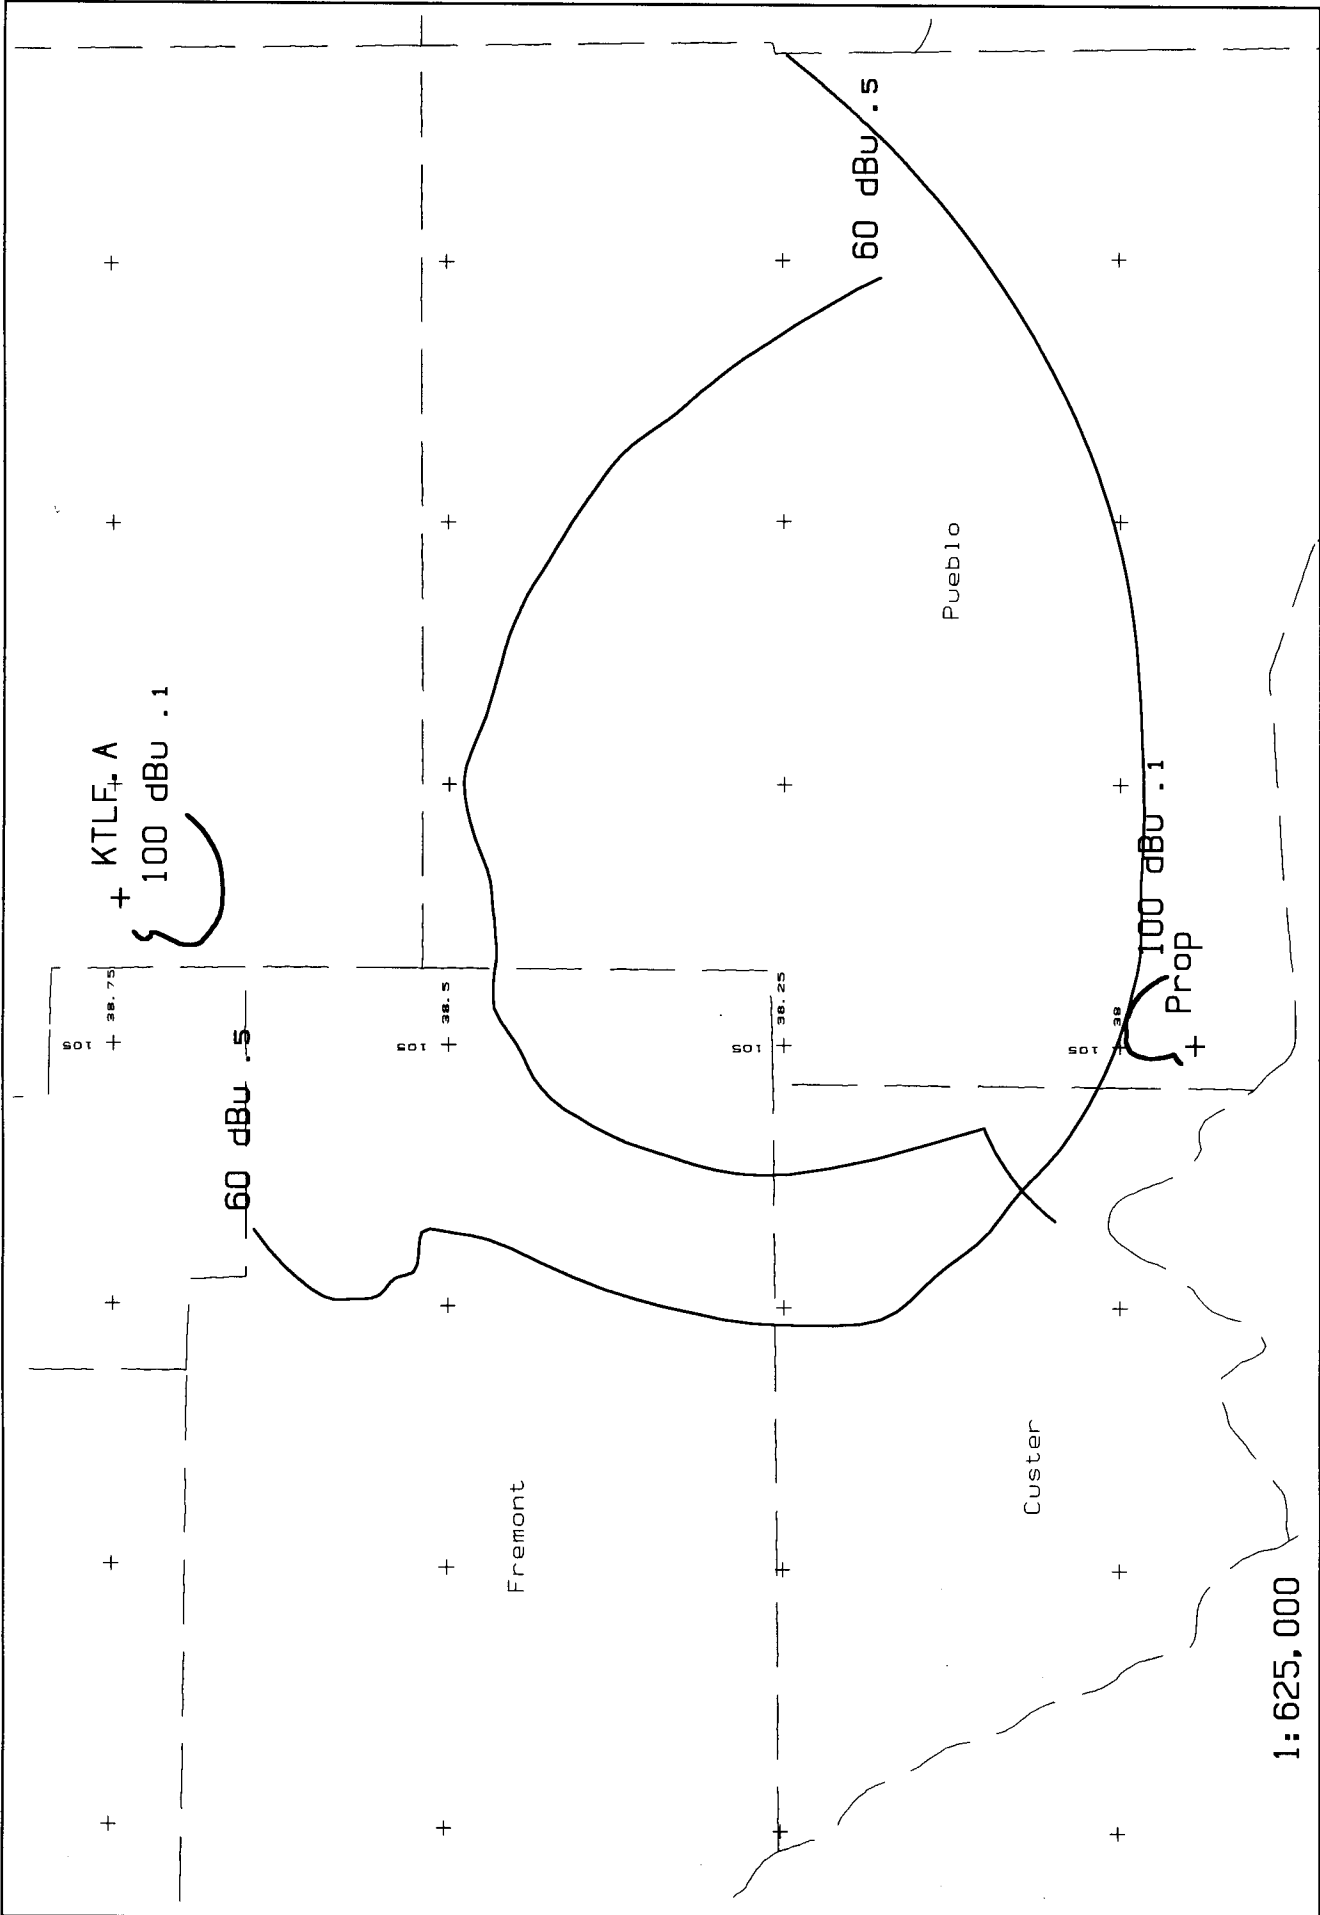 KTLF.A
100 dBu .1
60 dBu .5
60 dBu .5
105
38.75
105
38.5
105
38.25
105
38
Pueblo
100 dBu .1
Prop
Fremont
Custer
1:625,000